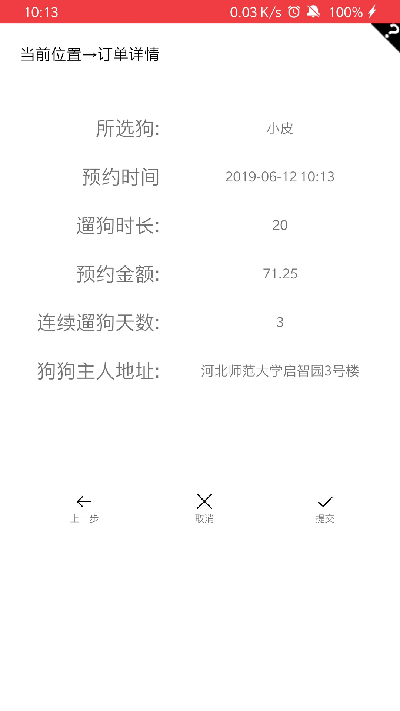 10:13 0.03 K/s 100%
?
当前位置→订单详情
所选狗: 小皮
预约时间 2019-06-12 10:13
遛狗时长: 20
预约金额: 71.25
连续遛狗天数: 3
狗狗主人地址: 河北师范大学启智园3号楼
上一步 取消 提交